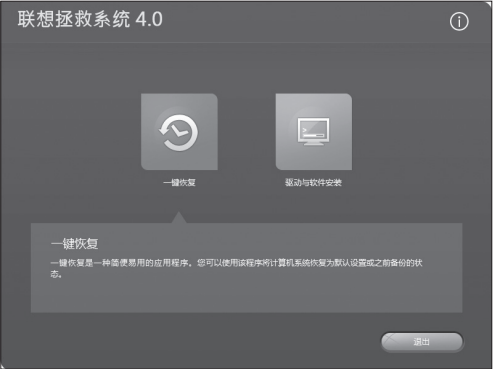 联想拯救系统 4.0
一键恢复
驱动与软件安装
一键恢复
一键恢复是一种简便易用的应用程序。您可以使用该程序将计算机系统恢复为默认设置或之前备份的状
态。
退出